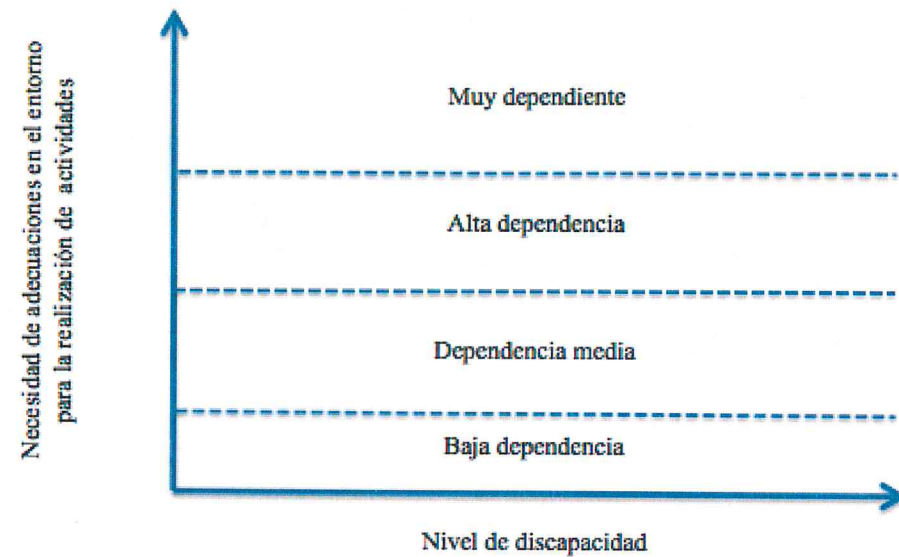 Necesidad de adecuaciones en el entorno
para la realización de actividades
Muy dependiente
Alta dependencia
Dependencia media
Baja dependencia
Nivel de discapacidad